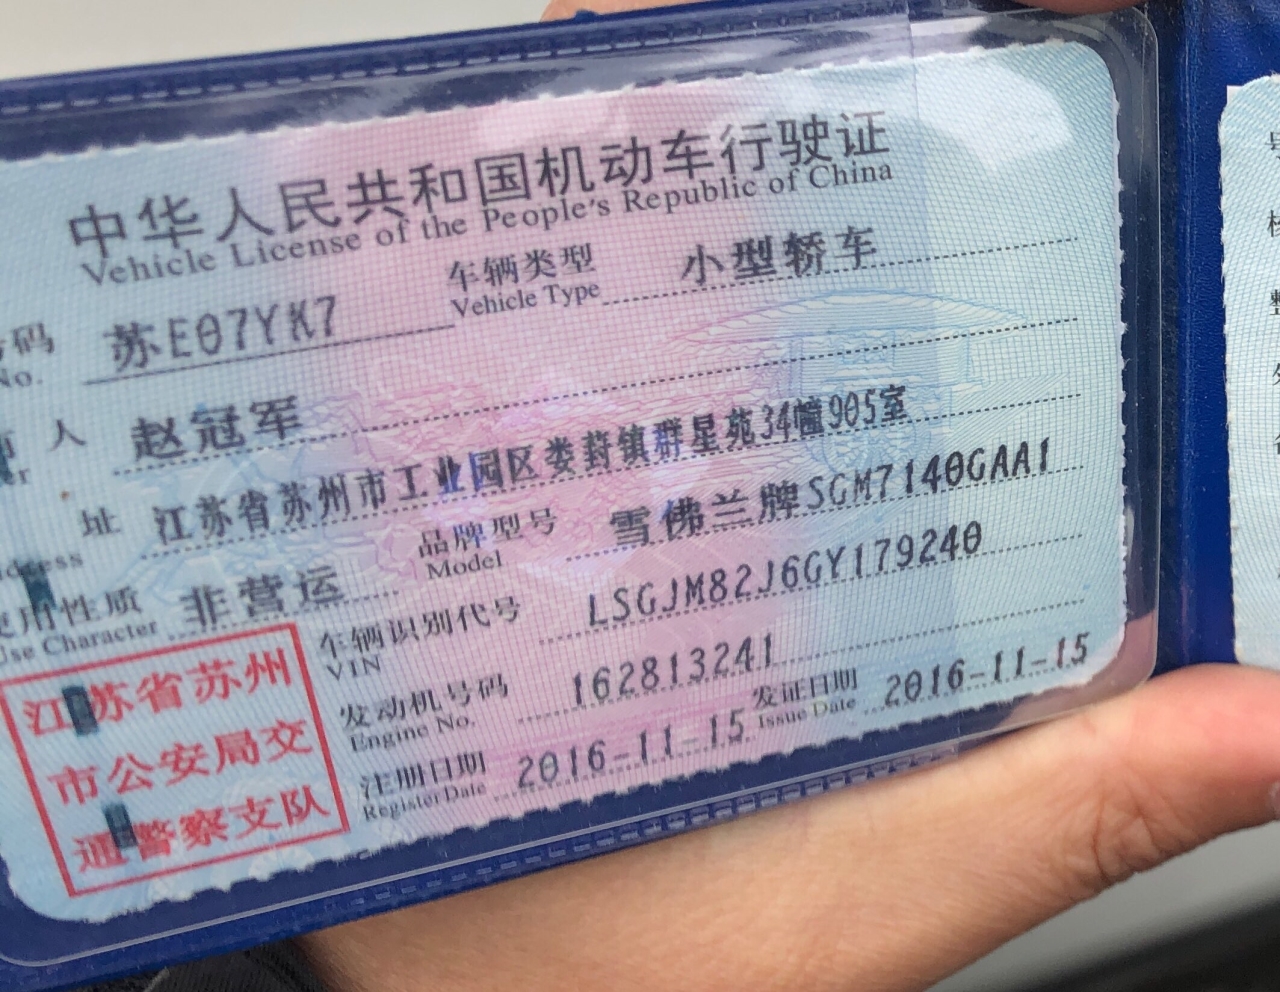 中华人民共和国机动车行驶证
Vehicle License of the People's Republic of China
号码 苏E07YK7 车辆类型 小型轿车
No. Vehicle Type
人 赵冠军
址 江苏省苏州市工业园区娄葑镇群星苑34幢905室
使用性质 非营运 品牌型号 雪佛兰牌SGM7140GAA1
Use Character Model
车辆识别代号 LSGJM82J6GY179240
VIN
发动机号码 162813241 发证日期 2016-11-15
Engine No. Issue Date
注册日期 2016-11-15
Register Date
江苏省苏州
市公安局交
通警察支队